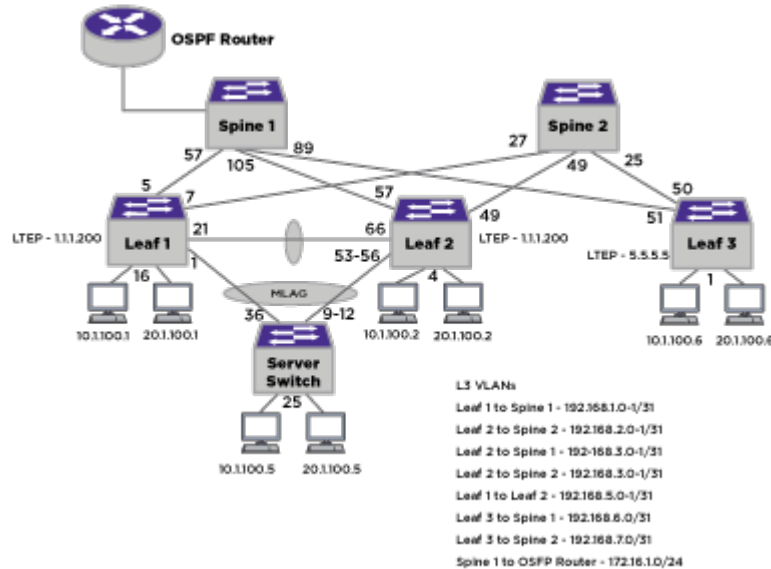 OSPF Router
Spine 1
Spine 2
57
105
89
27
49
25
5
7
57
49
50
51
LTEP - 1.1.1.200
Leaf 1
21
66
Leaf 2
LTEP - 1.1.1.200
LTEP - 5.5.5.5
Leaf 3
16
1
53-56
4
1
MLAG
36
9-12
10.1.100.1
20.1.100.1
10.1.100.2
20.1.100.2
10.1.100.6
20.1.100.6
Server
Switch
25
10.1.100.5
20.1.100.5
L3 VLANs
Leaf 1 to Spine 1 - 192.168.1.0-1/31
Leaf 2 to Spine 2 - 192.168.2.0-1/31
Leaf 2 to Spine 1 - 192-168.3.0-1/31
Leaf 2 to Spine 2 - 192.168.3.0-1/31
Leaf 1 to Leaf 2 - 192.168.5.0-1/31
Leaf 3 to Spine 1 - 192.168.6.0/31
Leaf 3 to Spine 2 - 192.168.7.0/31
Spine 1 to OSFP Router - 172.16.1.0/24